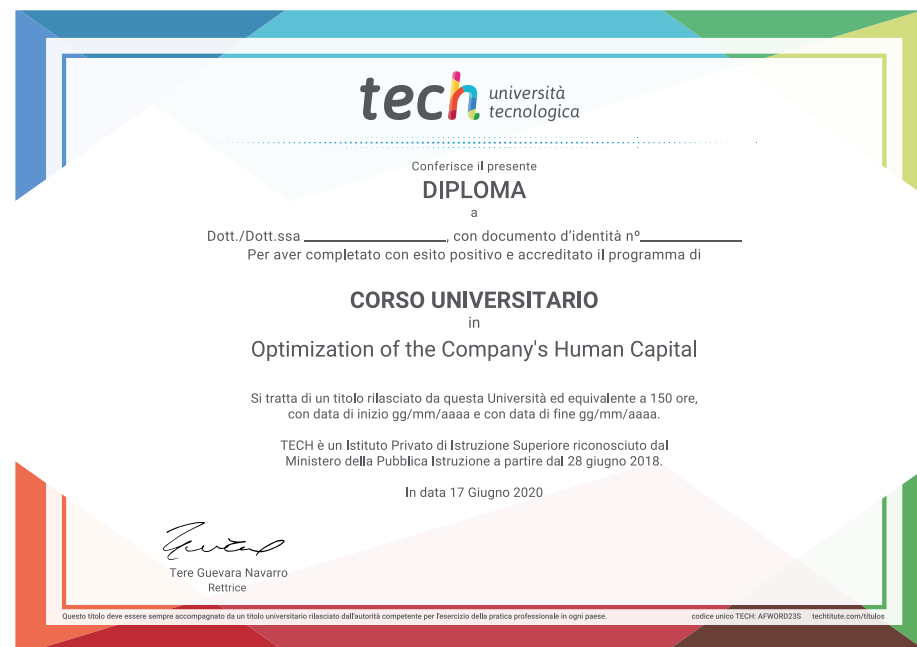 tech università
tecnologica
Conferisce il presente
DIPLOMA
a
Dott./Dott.ssa ________________, con documento d'identità nº____________
Per aver completato con esito positivo e accreditato il programma di
CORSO UNIVERSITARIO
in
Optimization of the Company's Human Capital
Si tratta di un titolo rilasciato da questa Università ed equivalente a 150 ore,
con data di inizio gg/mm/aaaa e con data di fine gg/mm/aaaa.
TECH è un Istituto Privato di Istruzione Superiore riconosciuto dal
Ministero della Pubblica Istruzione a partire dal 28 giugno 2018.
In data 17 Giugno 2020
Tere Guevara Navarro
Rettrice
Questo titolo deve essere sempre accompagnato da un titolo universitario rilasciato dall'autorità competente per l'esercizio della pratica professionale in ogni paese. codice unico TECH: AFWORD23S techtitute.com/titulos